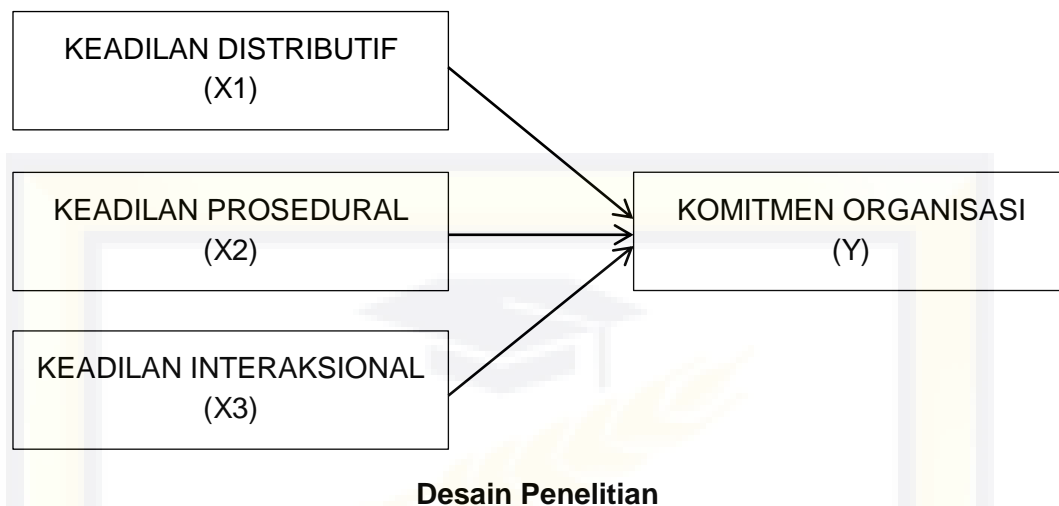 KEADILAN DISTRIBUTIF
(X1)
KEADILAN PROSEDURAL
(X2)
KEADILAN INTERAKSIONAL
(X3)
KOMITMEN ORGANISASI
(Y)
Desain Penelitian